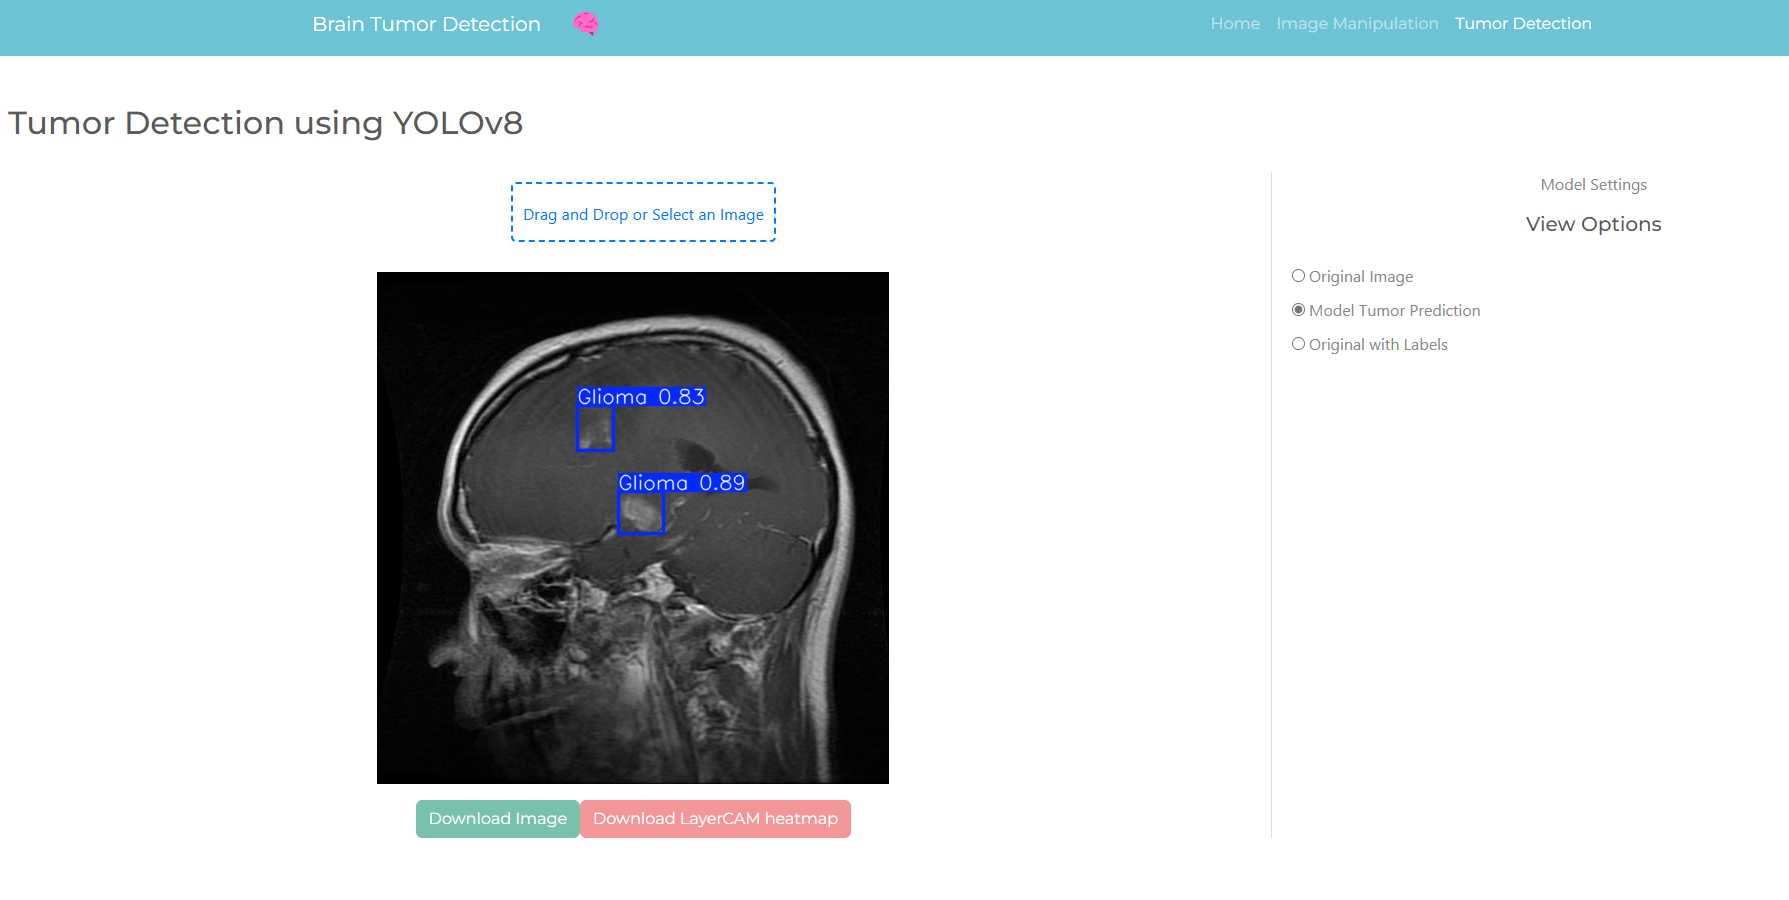 Brain Tumor Detection
Home Image Manipulation Tumor Detection
Tumor Detection using YOLOv8
Drag and Drop or Select an Image
Glioma 0.83
Glioma 0.89
Download Image
Download LayerCAM heatmap
Model Settings
View Options
Original Image
Model Tumor Prediction
Original with Labels